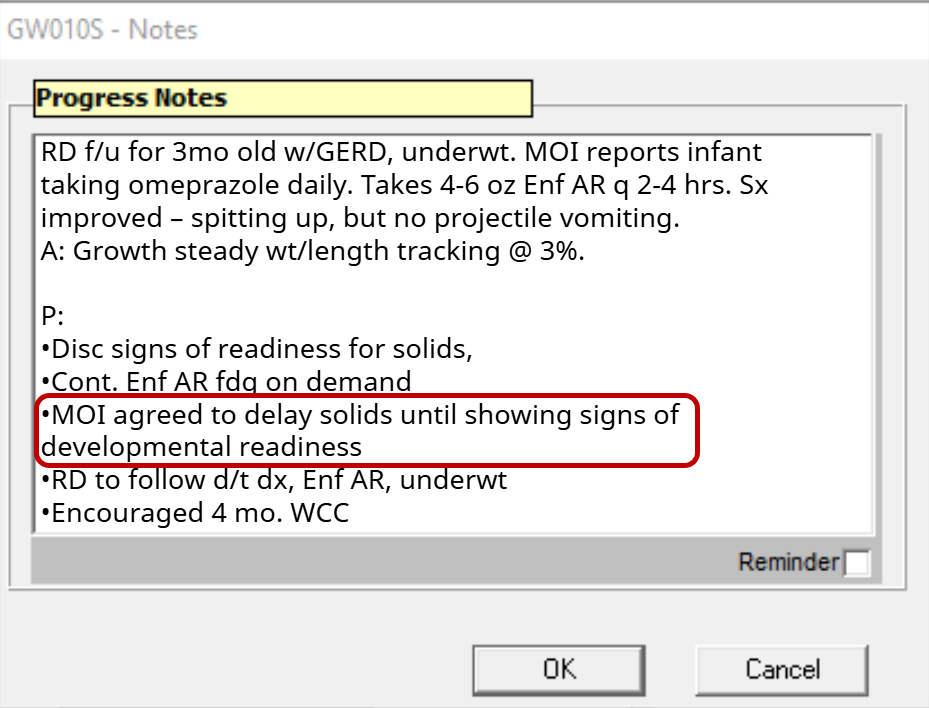 GW010S - Notes
Progress Notes
RD f/u for 3mo old w/GERD, underwt. MOI reports infant
taking omeprazole daily. Takes 4-6 oz Enf AR q 2-4 hrs. Sx
improved – spitting up, but no projectile vomiting.
A: Growth steady wt/length tracking @ 3%.
P:
•Disc signs of readiness for solids,
•Cont. Enf AR fdg on demand
•MOI agreed to delay solids until showing signs of
developmental readiness
•RD to follow d/t dx, Enf AR, underwt
•Encouraged 4 mo. WCC
Reminder
OK Cancel